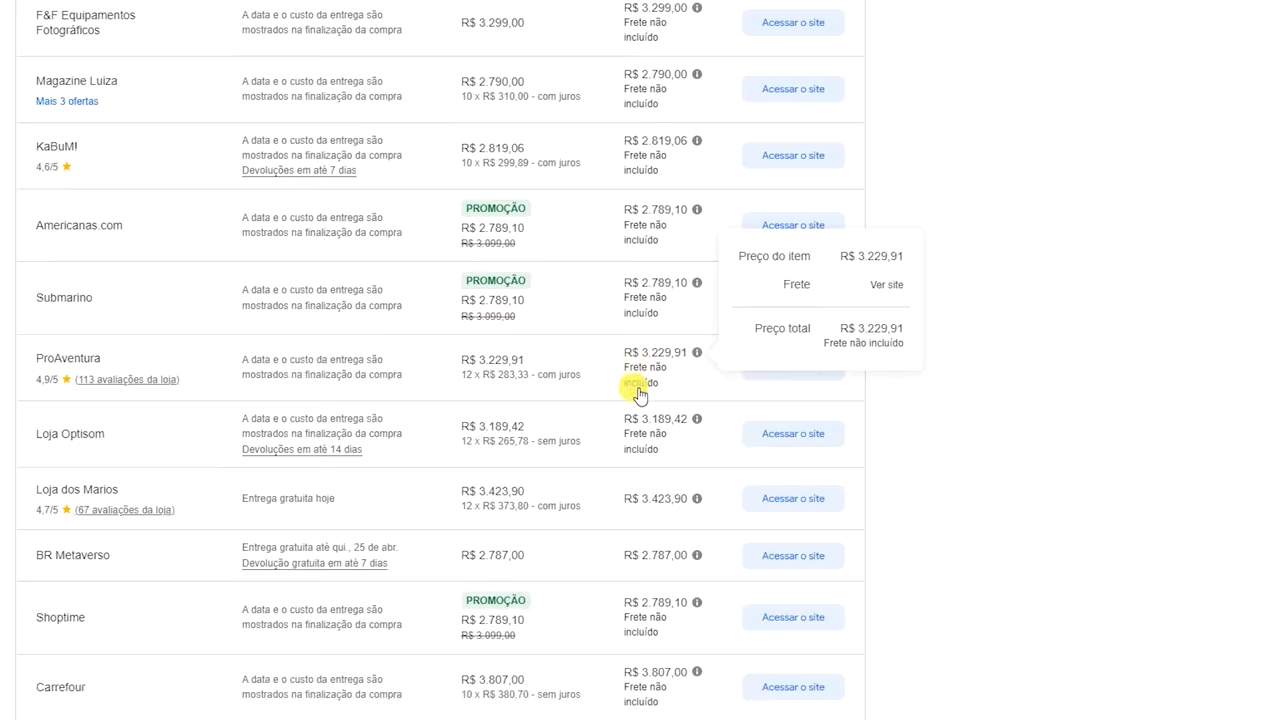 F&F Equipamentos
Fotográficos
A data e o custo da entrega são
mostrados na finalização da compra
R$ 3.299,00
R$ 3.299,00
Frete não
incluído
Acessar o site
Magazine Luiza
Mais 3 ofertas
A data e o custo da entrega são
mostrados na finalização da compra
R$ 2.790,00
10 x R$ 310,00 - com juros
R$ 2.790,00
Frete não
incluído
Acessar o site
KaBuM!
4,6/5
A data e o custo da entrega são
mostrados na finalização da compra
Devoluções em até 7 dias
R$ 2.819,06
10 x R$ 299,89 - com juros
R$ 2.819,06
Frete não
incluído
Acessar o site
Americanas.com
A data e o custo da entrega são
mostrados na finalização da compra
PROMOÇÃO
R$ 2.789,10
R$ 3.099,00
R$ 2.789,10
Frete não
incluído
Acessar o site
Submarino
A data e o custo da entrega são
mostrados na finalização da compra
PROMOÇÃO
R$ 2.789,10
R$ 3.099,00
R$ 2.789,10
Frete não
incluído
Preço do item R$ 3.229,91
Frete Ver site
Preço total R$ 3.229,91
Frete não incluído
ProAventura
4,9/5 (113 avaliações da loja)
A data e o custo da entrega são
mostrados na finalização da compra
R$ 3.229,91
12 x R$ 283,33 - com juros
R$ 3.229,91
Frete não
incluído
Loja Optisom
A data e o custo da entrega são
mostrados na finalização da compra
Devoluções em até 14 dias
R$ 3.189,42
12 x R$ 265,78 - sem juros
R$ 3.189,42
Frete não
incluído
Acessar o site
Loja dos Marios
4,7/5 (67 avaliações da loja)
Entrega gratuita hoje
R$ 3.423,90
12 x R$ 373,80 - com juros
R$ 3.423,90
Acessar o site
BR Metaverso
Entrega gratuita até qui., 25 de abr.
Devolução gratuita em até 7 dias
R$ 2.787,00
R$ 2.787,00
Acessar o site
Shoptime
A data e o custo da entrega são
mostrados na finalização da compra
PROMOÇÃO
R$ 2.789,10
R$ 3.099,00
R$ 2.789,10
Frete não
incluído
Acessar o site
Carrefour
A data e o custo da entrega são
mostrados na finalização da compra
R$ 3.807,00
10 x R$ 380,70 - sem juros
R$ 3.807,00
Frete não
incluído
Acessar o site